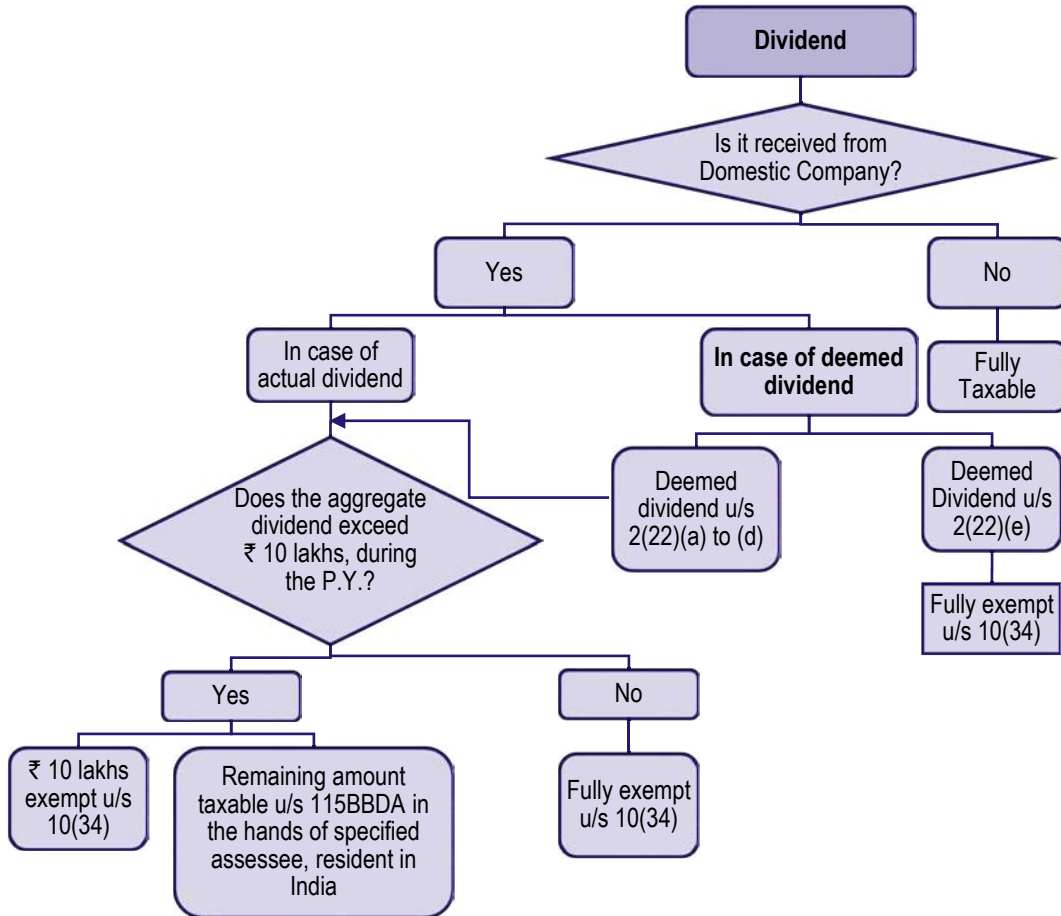 Dividend
Is it received from
Domestic Company?
Yes
No
In case of
actual dividend
In case of deemed
dividend
Fully
Taxable
Does the aggregate
dividend exceed
₹ 10 lakhs, during
the P.Y.?
Deemed
dividend u/s
2(22)(a) to (d)
Deemed
Dividend u/s
2(22)(e)
Fully exempt
u/s 10(34)
Yes
No
₹ 10 lakhs
exempt u/s
10(34)
Remaining amount
taxable u/s 115BBDA in
the hands of specified
assessee, resident in
India
Fully exempt
u/s 10(34)